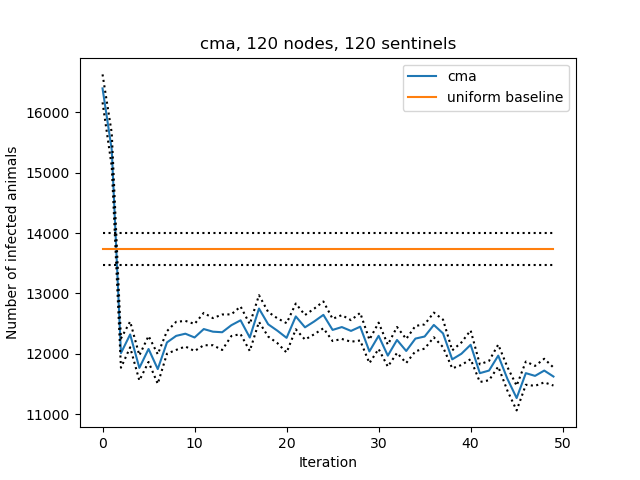 cma, 120 nodes, 120 sentinels
cma
uniform baseline
Number of infected animals
16000
15000
14000
13000
12000
11000
0 10 20 30 40 50
Iteration